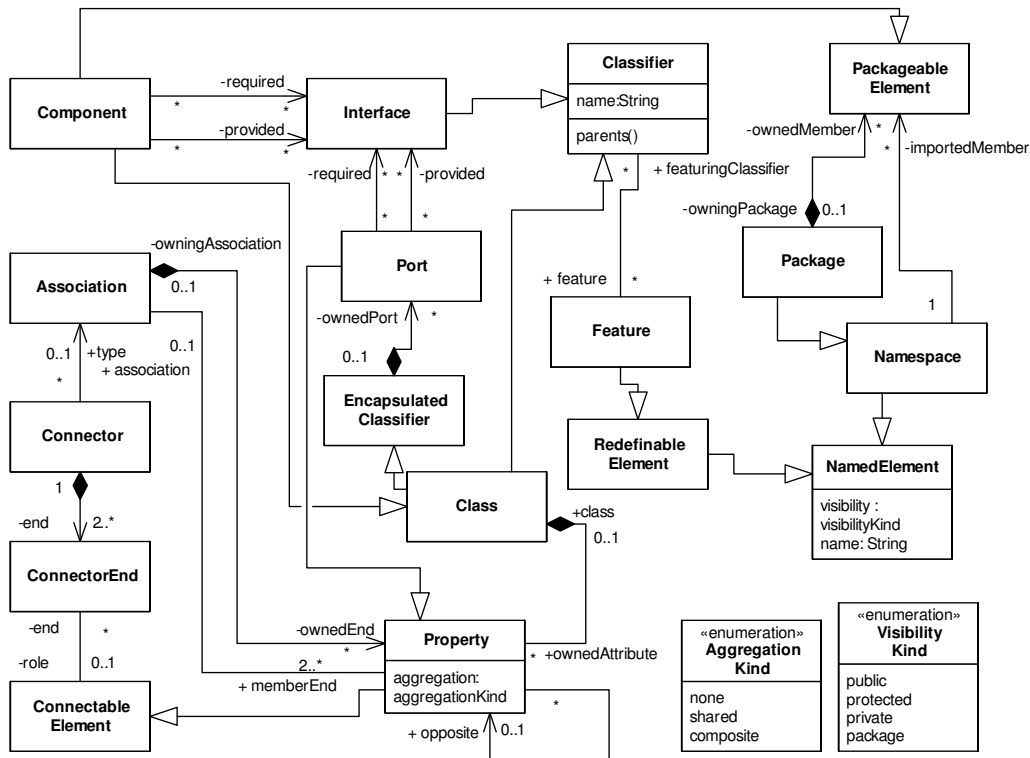 Component
-required
*
*
-provided
*
*
Interface
Classifier
name:String
parents()
Packageable
Element
-ownedMember
*
*
-importedMember
-required
*
*
-provided
*
*
*
+ featuringClassifier
-owningPackage
0..1
Package
-owningAssociation
0..1
Association
Port
+ feature
*
Feature
1
Namespace
0..1
+type
0..1
+ association
*
-ownedPort
*
0..1
Encapsulated
Classifier
Connector
Redefinable
Element
NamedElement
visibility :
visibilityKind
name: String
1
-end
2..*
Class
+class
0..1
ConnectorEnd
-end
*
-role
0..1
Connectable
Element
-ownedEnd
*
2..*
+ memberEnd
Property
aggregation:
aggregationKind
*
+ownedAttribute
*
+ opposite
0..1
«enumeration»
Aggregation
Kind
none
shared
composite
«enumeration»
Visibility
Kind
public
protected
private
package